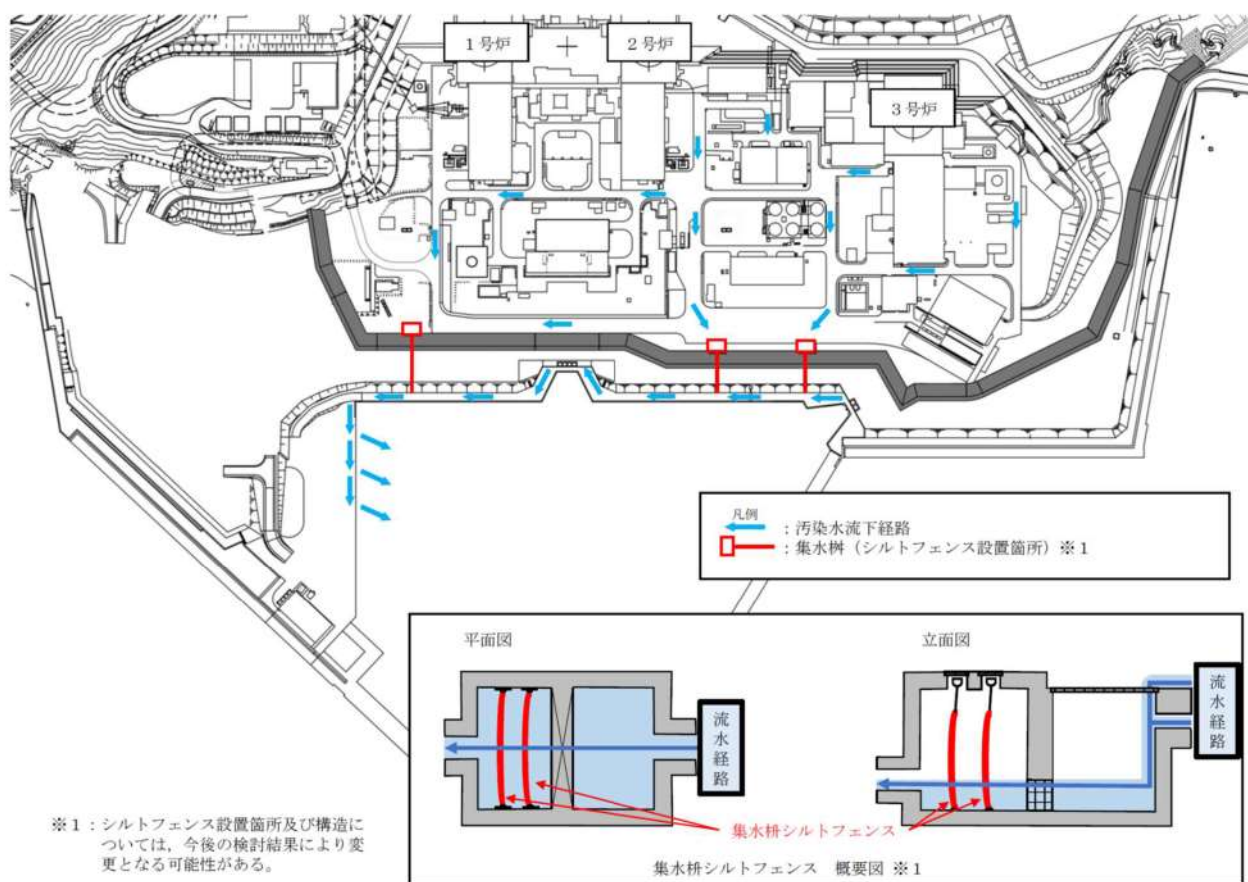 1号炉
2号炉
3号炉
凡例
：汚染水流下経路
：集水桝（シルトフェンス設置箇所）※1
平面図
立面図
流水経路
流水経路
集水枡シルトフェンス
集水枡シルトフェンス 概要図 ※1
※1：シルトフェンス設置箇所及び構造に
ついては，今後の検討結果により変
更となる可能性がある。